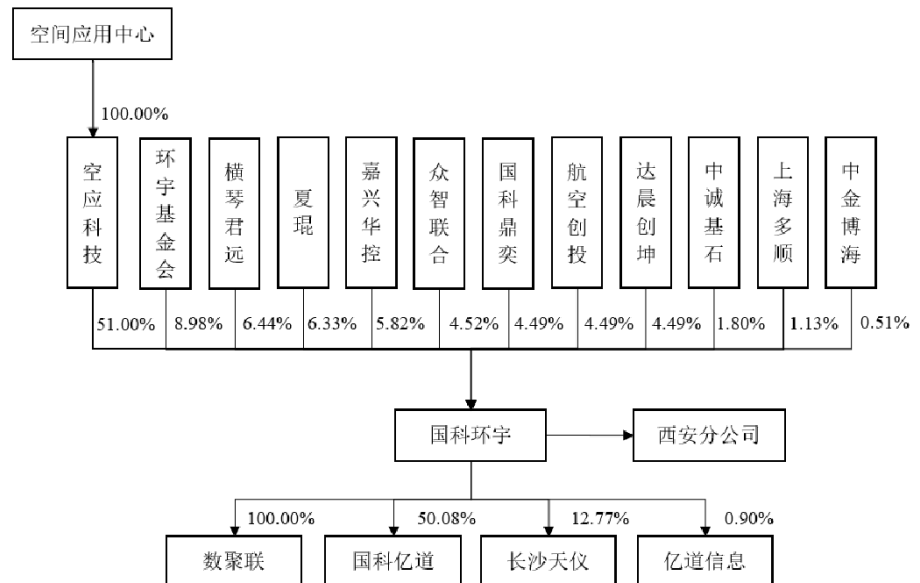 空间应用中心
100.00%
空应科技
环宇基金会
横琴君远
夏琨
嘉兴华控
众智联合
国科鼎奕
航空创投
达晨创坤
中诚基石
上海多顺
中金博海
51.00%
8.98%
6.44%
6.33%
5.82%
4.52%
4.49%
4.49%
4.49%
1.80%
1.13%
0.51%
国科环宇
西安分公司
100.00%
50.08%
12.77%
0.90%
数聚联
国科亿道
长沙天仪
亿道信息